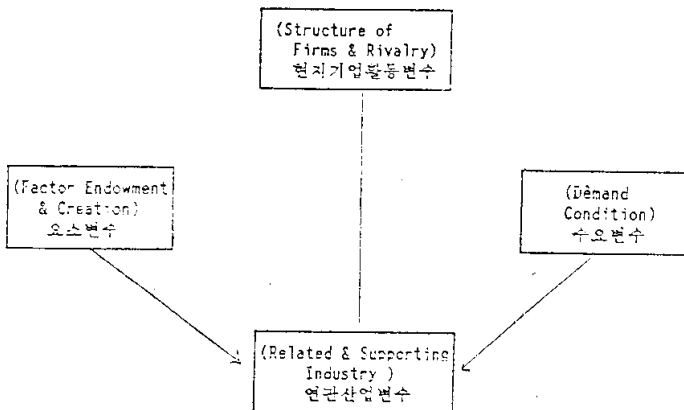 (Structure of
Firms & Rivalry)
현지기업활동변수
(Factor Endowment
& Creation)
요소변수
(Demand
Condition)
수요변수
(Related & Supporting
Industry )
연관산업변수